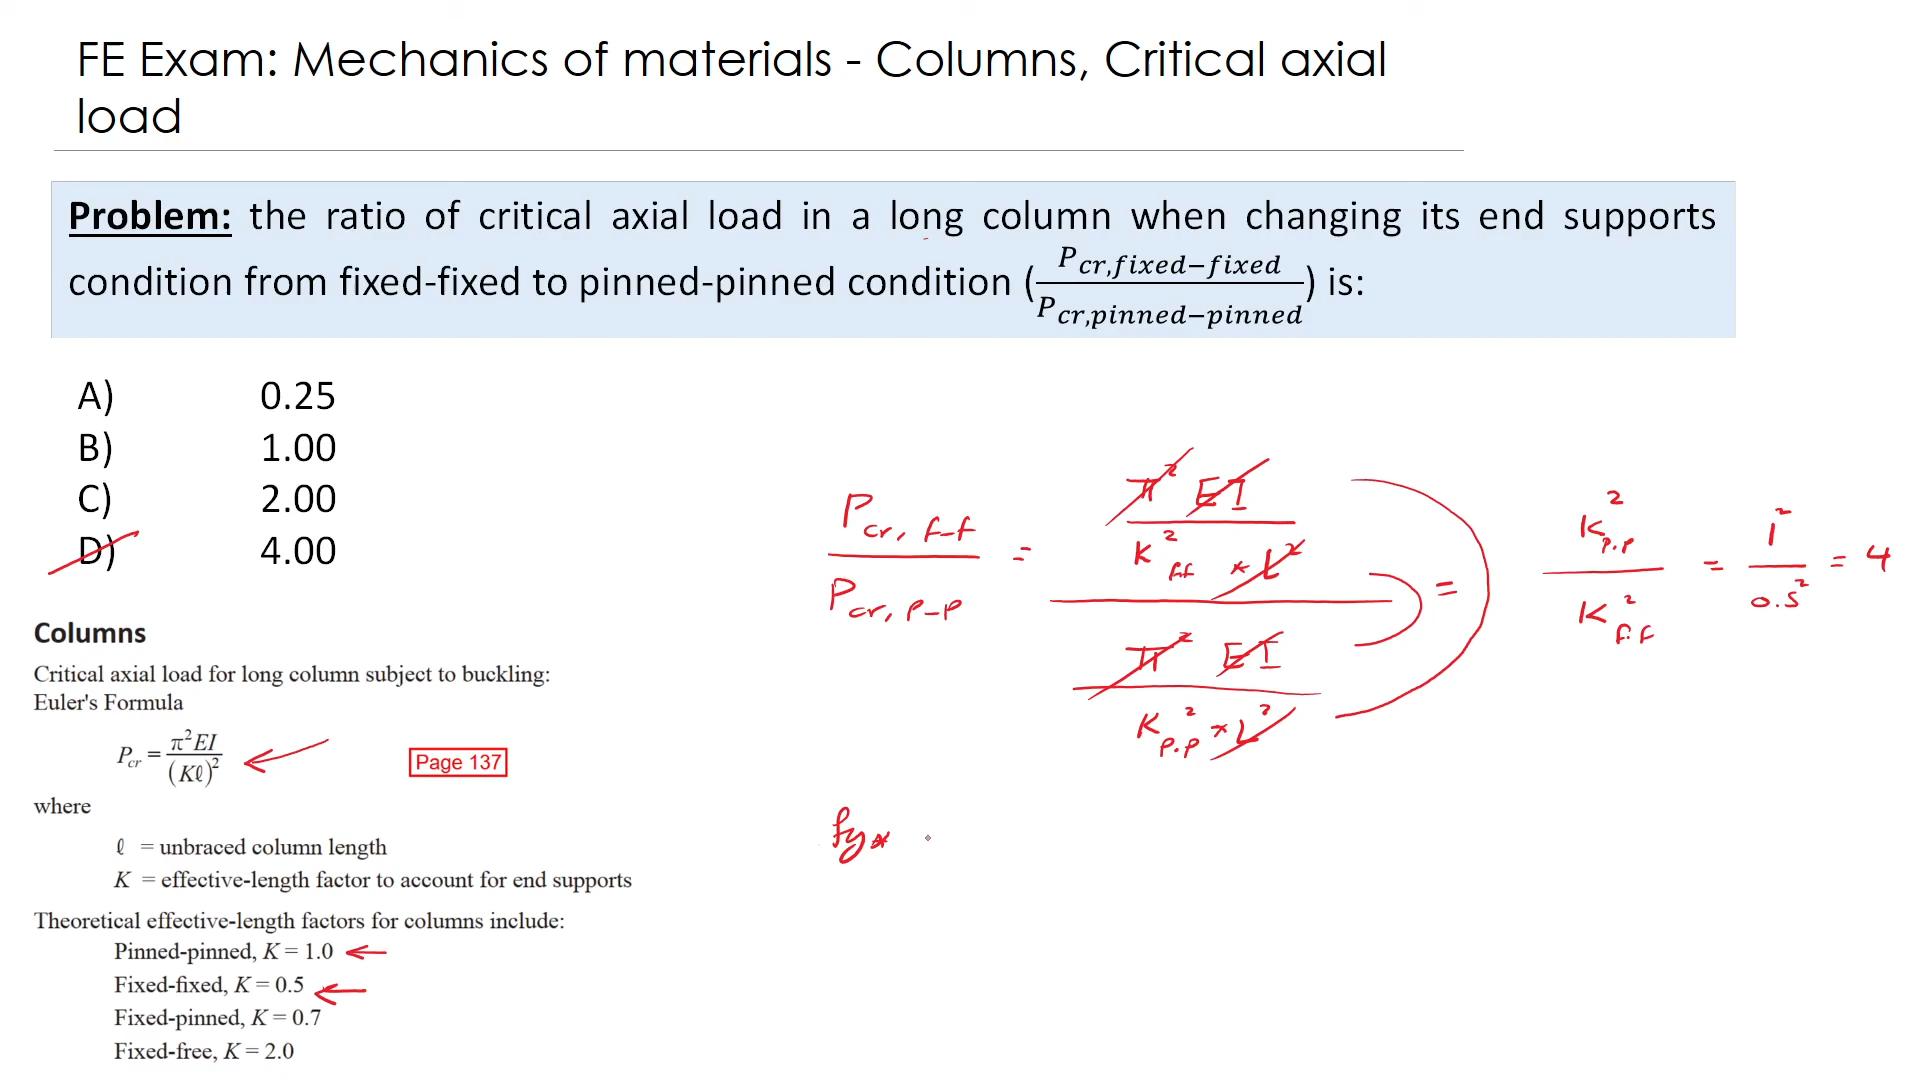 FE Exam: Mechanics of materials - Columns, Critical axial
load
Problem: the ratio of critical axial load in a long column when changing its end supports
condition from fixed-fixed to pinned-pinned condition (P_cr,fixed−fixed / P_cr,pinned−pinned) is:
A) 0.25
B) 1.00
C) 2.00
D) 4.00
P_cr, f-f / P_cr, p-p = (π² EI / K²_f.f * L²) / (π² EI / K²_p.p * L²) = K²_p.p / K²_f.f = 1² / 0.5² = 4
Columns
Critical axial load for long column subject to buckling:
Euler's Formula
P_cr = π²EI / (Kℓ)²
Page 137
where
ℓ = unbraced column length
K = effective-length factor to account for end supports
Theoretical effective-length factors for columns include:
Pinned-pinned, K = 1.0
Fixed-fixed, K = 0.5
Fixed-pinned, K = 0.7
Fixed-free, K = 2.0
fy*